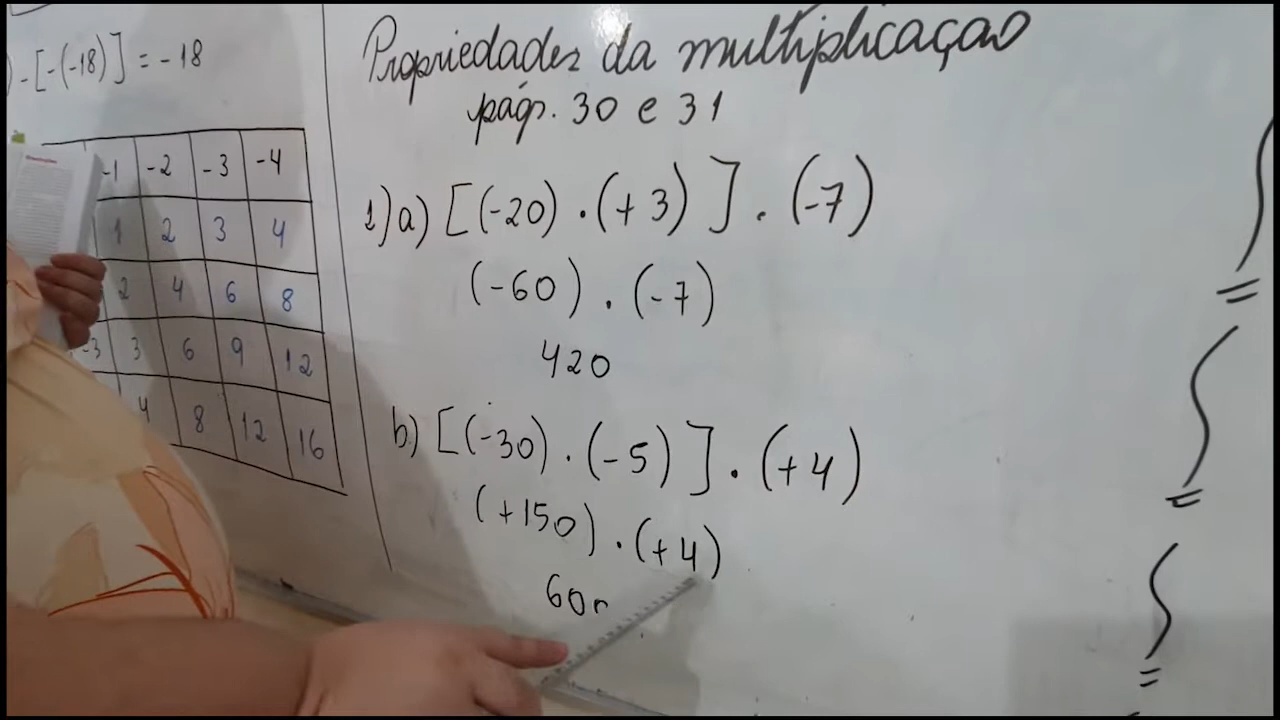 ) - [-(-18)] = -18
-1 -2 -3 -4
1 2 3 4
2 4 6 8
-3 3 6 9 12
4 8 12 16
Propriedades da multiplicaçao
pág. 30 e 31
1) a) [(-20) . (+3)] . (-7)
(-60) . (-7)
420
b) [(-30) . (-5)] . (+4)
(+150) . (+4)
60